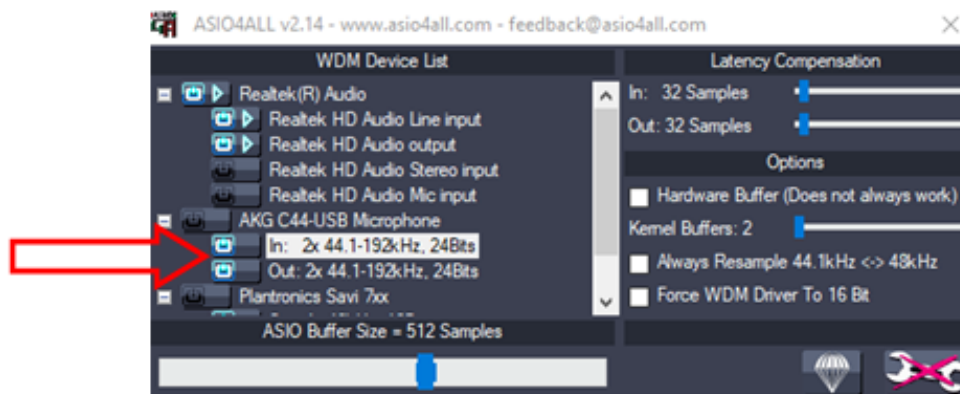 ASIO4ALL v2.14 - www.asio4all.com - feedback@asio4all.com
WDM Device List
Realtek(R) Audio
Realtek HD Audio Line input
Realtek HD Audio output
Realtek HD Audio Stereo input
Realtek HD Audio Mic input
AKG C44-USB Microphone
In: 2x 44.1-192kHz, 24Bits
Out: 2x 44.1-192kHz, 24Bits
Plantronics Savi 7xx
ASIO Buffer Size = 512 Samples
Latency Compensation
In: 32 Samples
Out: 32 Samples
Options
Hardware Buffer (Does not always work)
Kernel Buffers: 2
Always Resample 44.1kHz <-> 48kHz
Force WDM Driver To 16 Bit